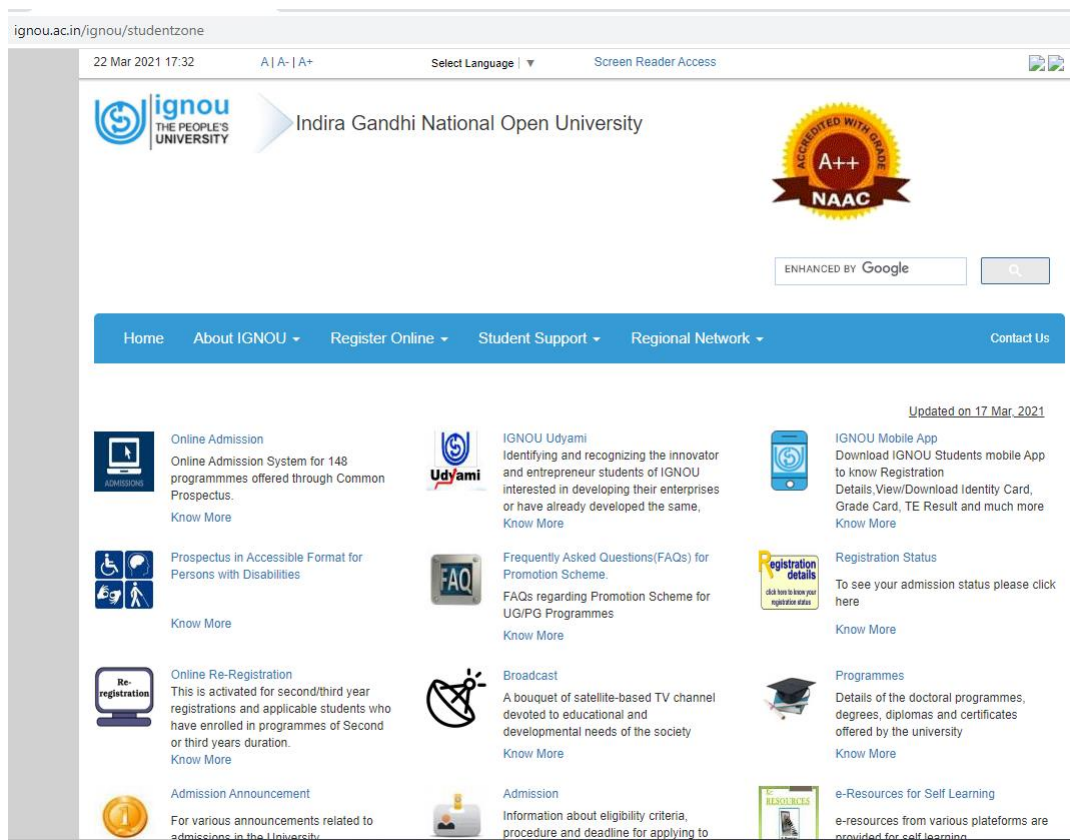 ignou.ac.in/ignou/studentzone
22 Mar 2021 17:32 A | A- | A+ Select Language ▼ Screen Reader Access
ignou
THE PEOPLE'S
UNIVERSITY
Indira Gandhi National Open University
ACCREDITED WITH GRADE
A++
NAAC
ENHANCED BY Google
Home About IGNOU Register Online Student Support Regional Network Contact Us
Updated on 17 Mar, 2021
ADMISSIONS
Online Admission
Online Admission System for 148
programmmes offered through Common
Prospectus.
Know More
Udyami
IGNOU Udyami
Identifying and recognizing the innovator
and entrepreneur students of IGNOU
interested in developing their enterprises
or have already developed the same,
Know More
IGNOU Mobile App
Download IGNOU Students mobile App
to know Registration
Details,View/Download Identity Card,
Grade Card, TE Result and much more
Know More
Prospectus in Accessible Format for
Persons with Disabilities
Know More
FAQ
Frequently Asked Questions(FAQs) for
Promotion Scheme.
FAQs regarding Promotion Scheme for
UG/PG Programmes
Know More
Registration
details
click here to know your
registration status
Registration Status
To see your admission status please click
here
Know More
Re-
registration
Online Re-Registration
This is activated for second/third year
registrations and applicable students who
have enrolled in programmes of Second
or third years duration.
Know More
Broadcast
A bouquet of satellite-based TV channel
devoted to educational and
developmental needs of the society
Know More
Programmes
Details of the doctoral programmes,
degrees, diplomas and certificates
offered by the university
Know More
1
Admission Announcement
For various announcements related to
admissions in the University
Admission
Information about eligibility criteria,
procedure and deadline for applying to
RESOURCES
e-Resources for Self Learning
e-resources from various plateforms are
provided for self learning